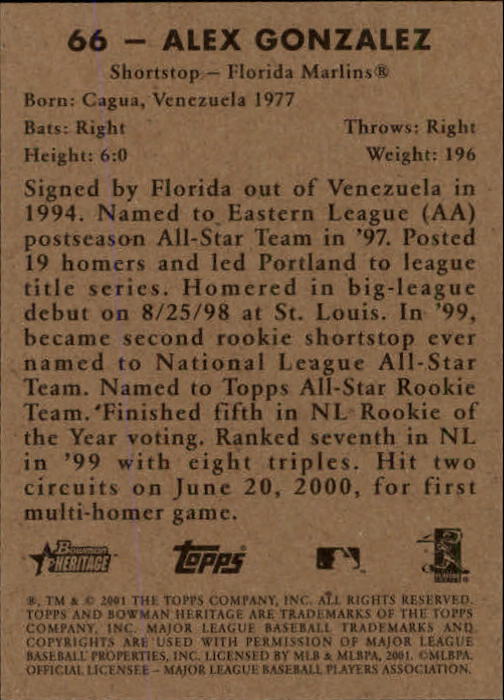 66 – ALEX GONZALEZ
Shortstop – Florida Marlins®
Born: Cagua, Venezuela 1977
Bats: Right Throws: Right
Height: 6:0 Weight: 196
Signed by Florida out of Venezuela in
1994. Named to Eastern League (AA)
postseason All-Star Team in '97. Posted
19 homers and led Portland to league
title series. Homered in big-league
debut on 8/25/98 at St. Louis. In '99,
became second rookie shortstop ever
named to National League All-Star
Team. Named to Topps All-Star Rookie
Team. Finished fifth in NL Rookie of
the Year voting. Ranked seventh in NL
in '99 with eight triples. Hit two
circuits on June 20, 2000, for first
multi-homer game.
Bowman HERITAGE topps
®, TM & © 2001 THE TOPPS COMPANY, INC. ALL RIGHTS RESERVED.
TOPPS AND BOWMAN HERITAGE ARE TRADEMARKS OF THE TOPPS
COMPANY, INC. MAJOR LEAGUE BASEBALL TRADEMARKS AND
COPYRIGHTS ARE USED WITH PERMISSION OF MAJOR LEAGUE
BASEBALL PROPERTIES, INC. LICENSED BY MLB & MLBPA, 2001. ©MLBPA.
OFFICIAL LICENSEE – MAJOR LEAGUE BASEBALL PLAYERS ASSOCIATION.